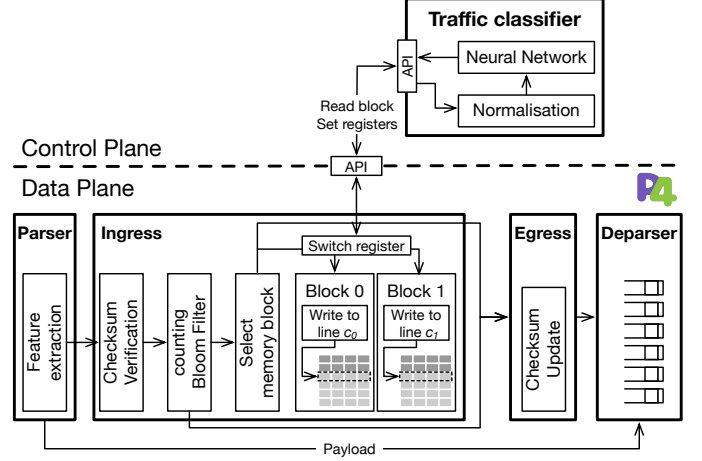 Traffic classifier
API
Neural Network
Normalisation
Read block
Set registers
Control Plane
API
Data Plane
P4
Parser
Ingress
Egress
Deparser
Switch register
Feature
extraction
Checksum
Verification
counting
Bloom Filter
Select
memory block
Block 0
Write to
line c0
Block 1
Write to
line c1
Checksum
Update
Payload